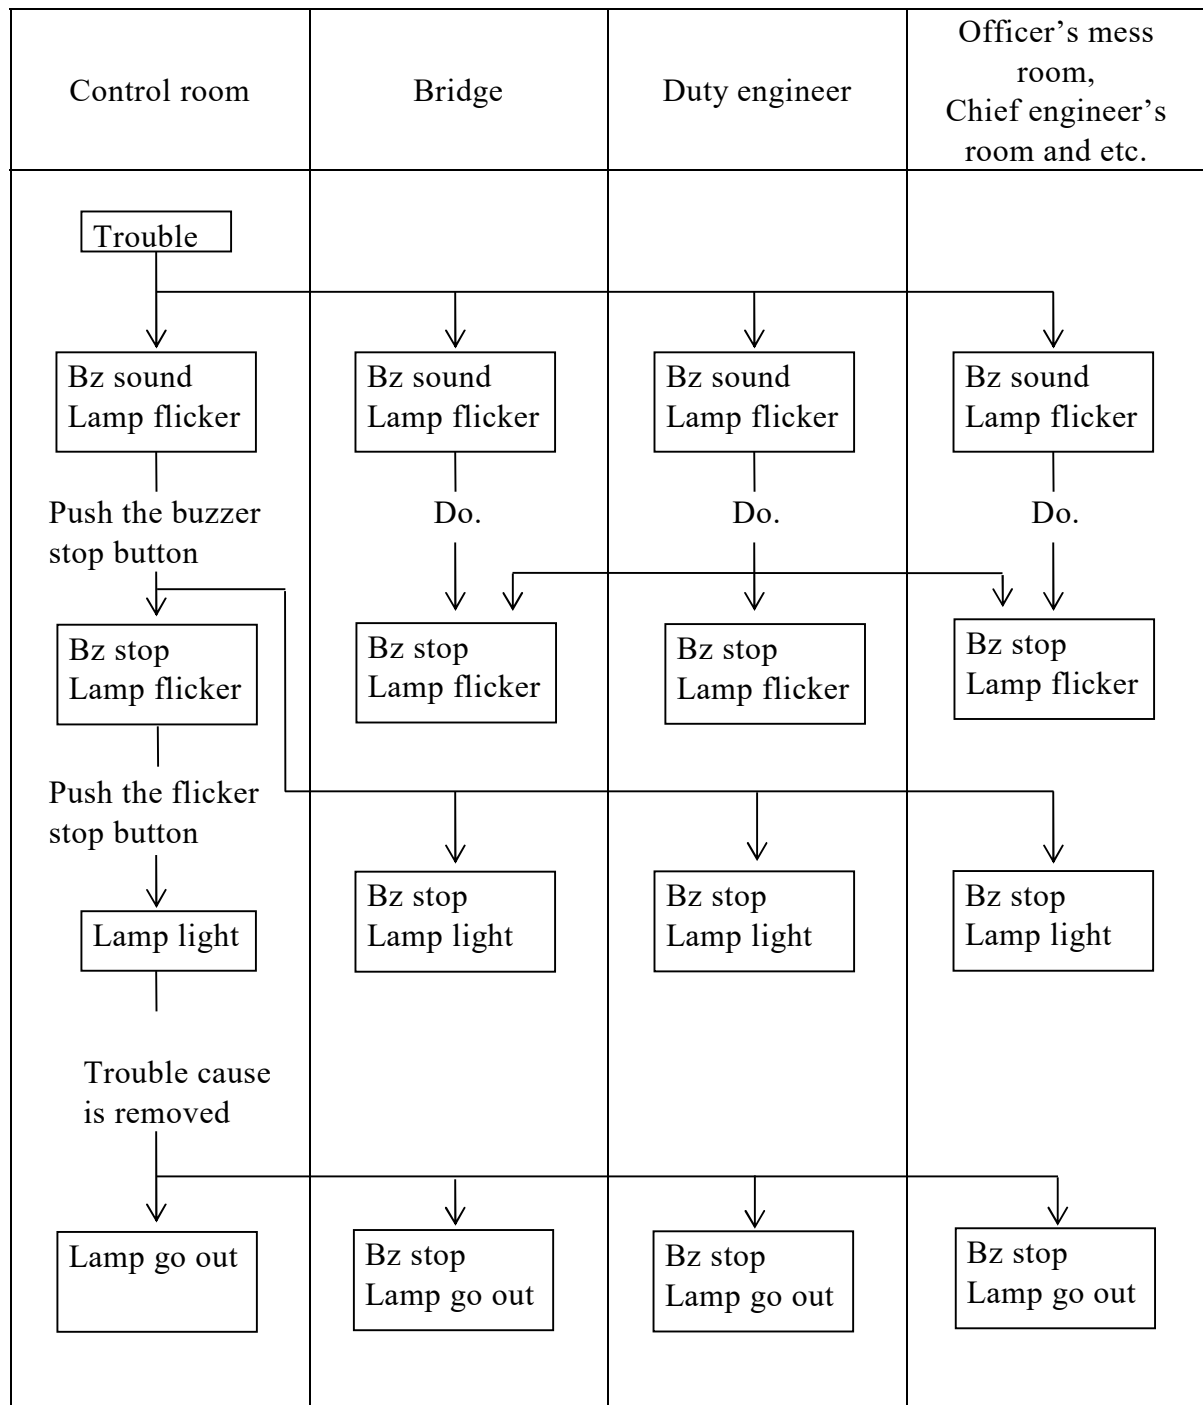 Control room
Bridge
Duty engineer
Officer’s mess
room,
Chief engineer’s
room and etc.
Trouble
Bz sound
Lamp flicker
Bz sound
Lamp flicker
Bz sound
Lamp flicker
Bz sound
Lamp flicker
Push the buzzer
stop button
Do.
Do.
Do.
Bz stop
Lamp flicker
Bz stop
Lamp flicker
Bz stop
Lamp flicker
Bz stop
Lamp flicker
Push the flicker
stop button
Lamp light
Bz stop
Lamp light
Bz stop
Lamp light
Bz stop
Lamp light
Trouble cause
is removed
Lamp go out
Bz stop
Lamp go out
Bz stop
Lamp go out
Bz stop
Lamp go out